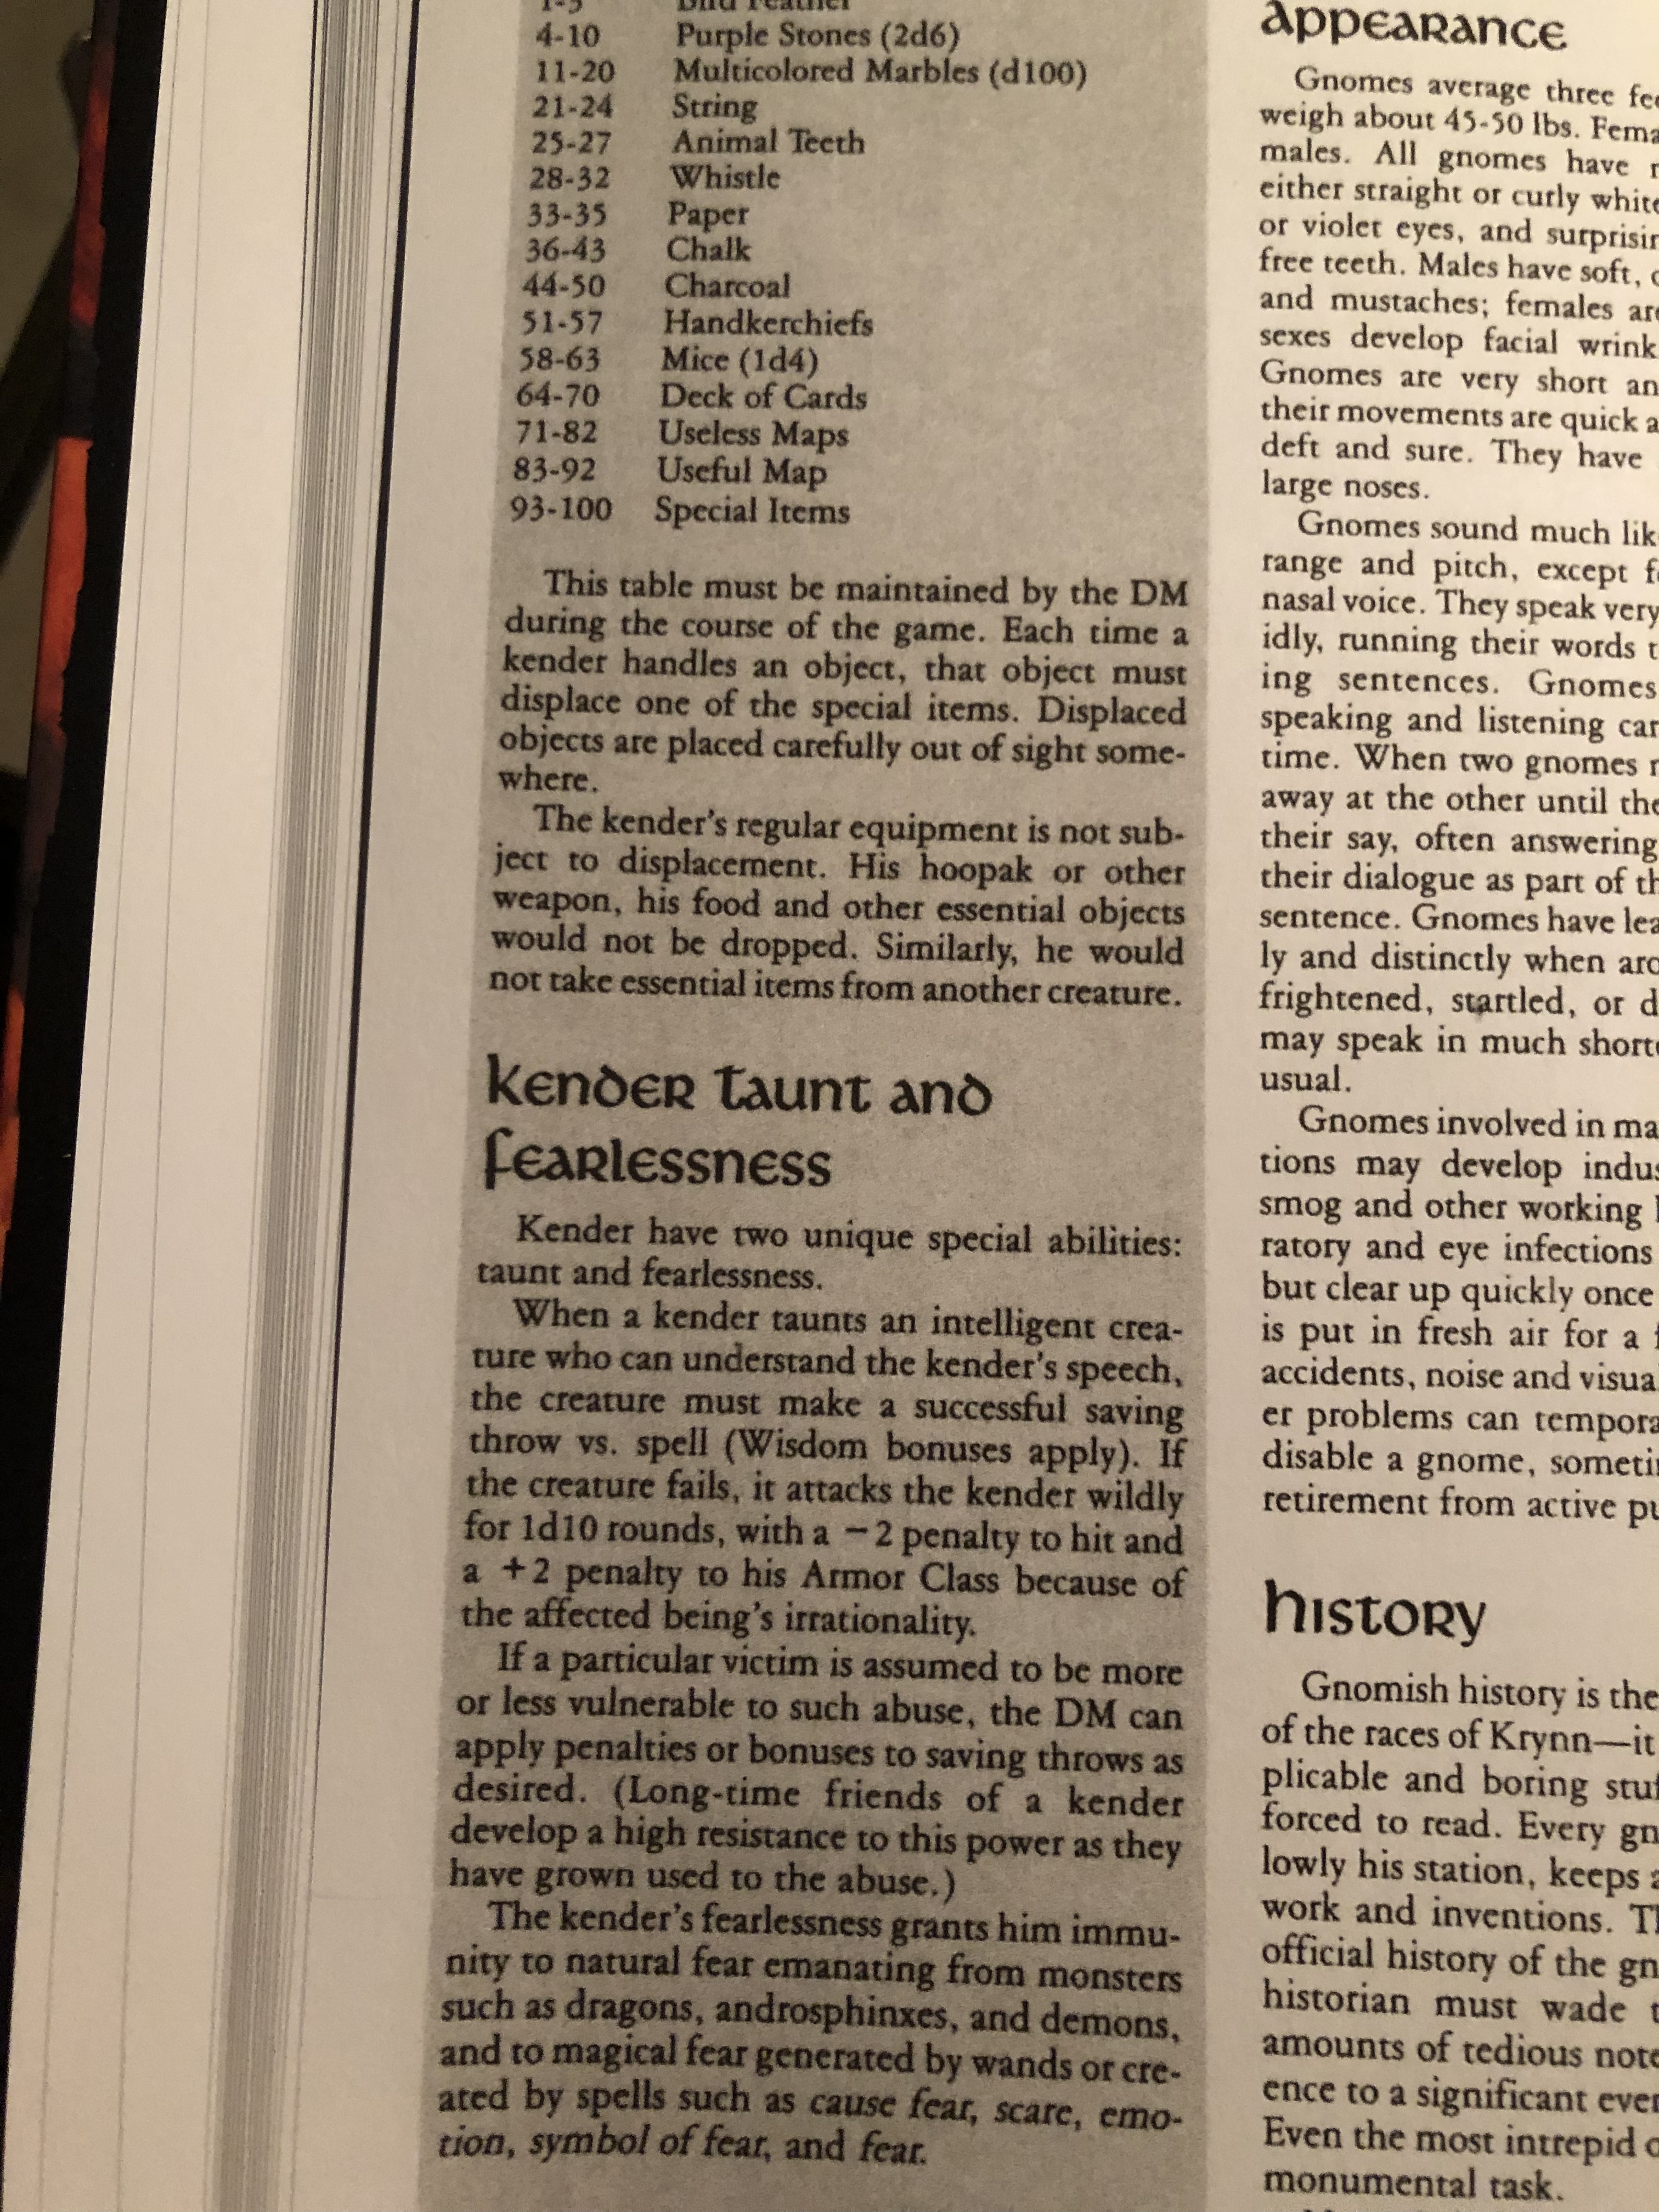 4-10 Purple Stones (2d6)
11-20 Multicolored Marbles (d100)
21-24 String
25-27 Animal Teeth
28-32 Whistle
33-35 Paper
36-43 Chalk
44-50 Charcoal
51-57 Handkerchiefs
58-63 Mice (1d4)
64-70 Deck of Cards
71-82 Useless Maps
83-92 Useful Map
93-100 Special Items
This table must be maintained by the DM
during the course of the game. Each time a
kender handles an object, that object must
displace one of the special items. Displaced
objects are placed carefully out of sight some-
where.
The kender's regular equipment is not sub-
ject to displacement. His hoopak or other
weapon, his food and other essential objects
would not be dropped. Similarly, he would
not take essential items from another creature.
kender taunt and
fearlessness
Kender have two unique special abilities:
taunt and fearlessness.
When a kender taunts an intelligent crea-
ture who can understand the kender's speech,
the creature must make a successful saving
throw vs. spell (Wisdom bonuses apply). If
the creature fails, it attacks the kender wildly
for 1d10 rounds, with a −2 penalty to hit and
a +2 penalty to his Armor Class because of
the affected being's irrationality.
If a particular victim is assumed to be more
or less vulnerable to such abuse, the DM can
apply penalties or bonuses to saving throws as
desired. (Long-time friends of a kender
develop a high resistance to this power as they
have grown used to the abuse.)
The kender's fearlessness grants him immu-
nity to natural fear emanating from monsters
such as dragons, androsphinxes, and demons,
and to magical fear generated by wands or cre-
ated by spells such as cause fear, scare, emo-
tion, symbol of fear, and fear.
appearance
Gnomes average three
weigh about 45-50 lbs.
males. All gnomes have
either straight or curly
or violet eyes, and
free teeth. Males have soft,
and mustaches; females
sexes develop facial
Gnomes are very short
their movements are quick
deft and sure. They have
large noses.
Gnomes sound much
range and pitch, except
nasal voice. They speak very
idly, running their words
ing sentences. Gnomes
speaking and listening
time. When two gnomes
away at the other until
their say, often answering
their dialogue as part of
sentence. Gnomes have
ly and distinctly when
frightened, startled, or
may speak in much
usual.
Gnomes involved in
tions may develop
smog and other working
ratory and eye infections
but clear up quickly once
is put in fresh air for a
accidents, noise and
er problems can
disable a gnome,
retirement from active
history
Gnomish history is the
of the races of Krynn—it
plicable and boring
forced to read. Every
lowly his station, keeps
work and inventions.
official history of the
historian must wade
amounts of tedious
ence to a significant
Even the most intrepid
monumental task.